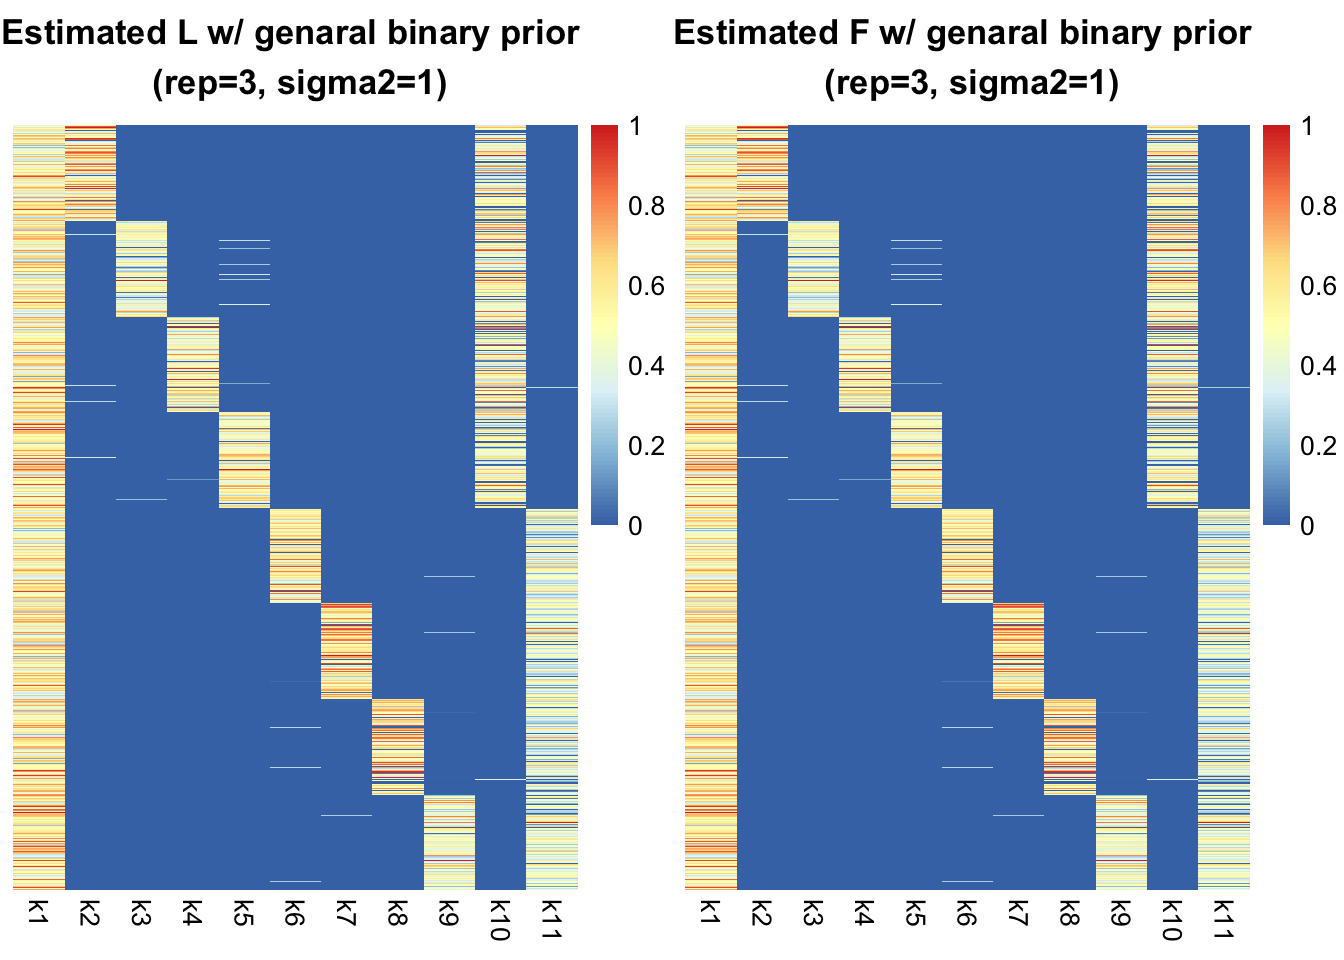 Estimated L w/ genaral binary prior
(rep=3, sigma2=1)
1
0.8
0.6
0.4
0.2
0
k1
k2
k3
k4
k5
k6
k7
k8
k9
k10
k11
Estimated F w/ genaral binary prior
(rep=3, sigma2=1)
1
0.8
0.6
0.4
0.2
0
k1
k2
k3
k4
k5
k6
k7
k8
k9
k10
k11